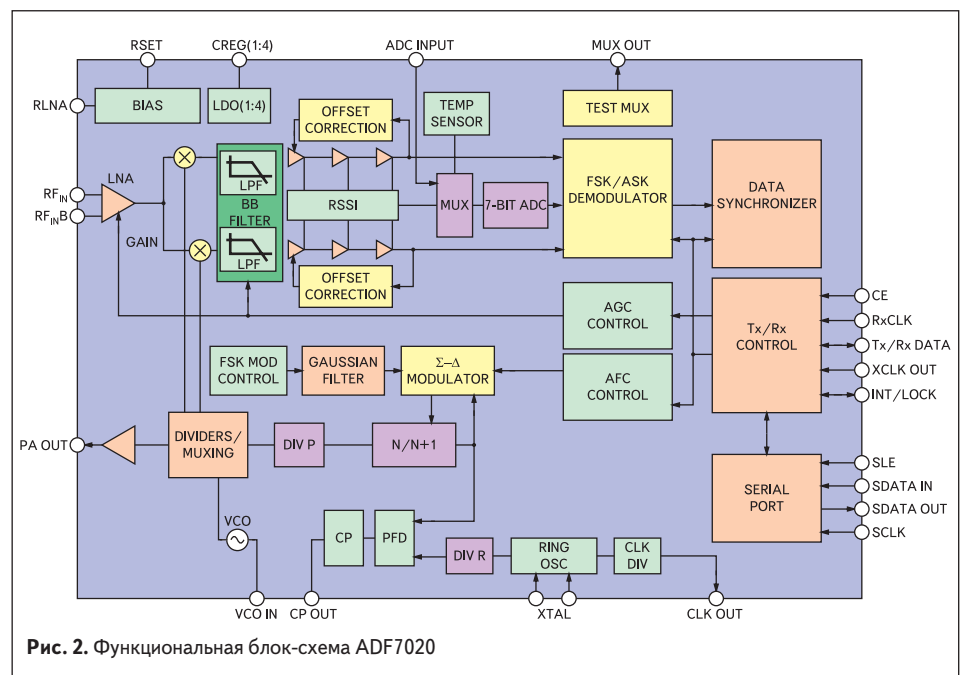 RSET
CREG(1:4)
ADC INPUT
MUX OUT
RLNA
BIAS
LDO(1:4)
OFFSET
CORRECTION
TEMP
SENSOR
TEST MUX
LNA
RF_IN
RF_INB
GAIN
LPF
BB
FILTER
LPF
RSSI
MUX
7-BIT ADC
FSK/ASK
DEMODULATOR
DATA
SYNCHRONIZER
OFFSET
CORRECTION
AGC
CONTROL
Tx/Rx
CONTROL
CE
RxCLK
Tx/Rx DATA
XCLK OUT
INT/LOCK
FSK MOD
CONTROL
GAUSSIAN
FILTER
Σ–Δ
MODULATOR
AFC
CONTROL
PA OUT
DIVIDERS/
MUXING
DIV P
N/N+1
SERIAL
PORT
SLE
SDATA IN
SDATA OUT
SCLK
VCO
CP
PFD
DIV R
RING
OSC
CLK
DIV
VCO IN
CP OUT
XTAL
CLK OUT
Рис. 2. Функциональная блок-схема ADF7020